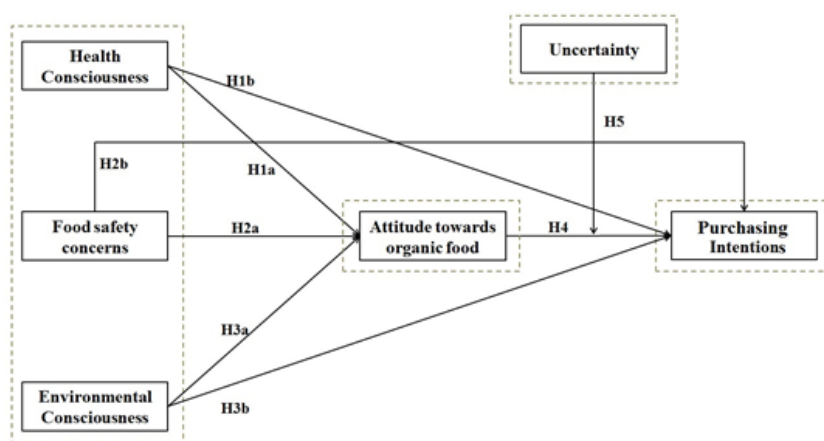 Health
Consciousness
Uncertainty
H1b
H5
H2b
H1a
Food safety
concerns
H2a
Attitude towards
organic food
H4
Purchasing
Intentions
H3a
Environmental
Consciousness
H3b